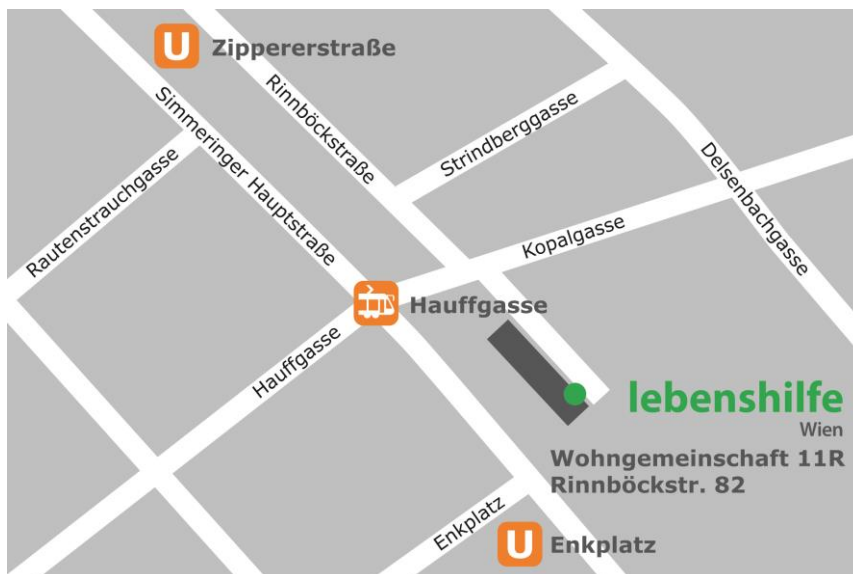 U Zippererstraße
Rinnböckstraße
Simmeringer Hauptstraße
Strindberggasse
Rautenstrauchgasse
Delsenbachgasse
Kopalgasse
Hauffgasse
Hauffgasse
lebenshilfe
Wien
Wohngemeinschaft 11R
Rinnböckstr. 82
Enkplatz
U Enkplatz